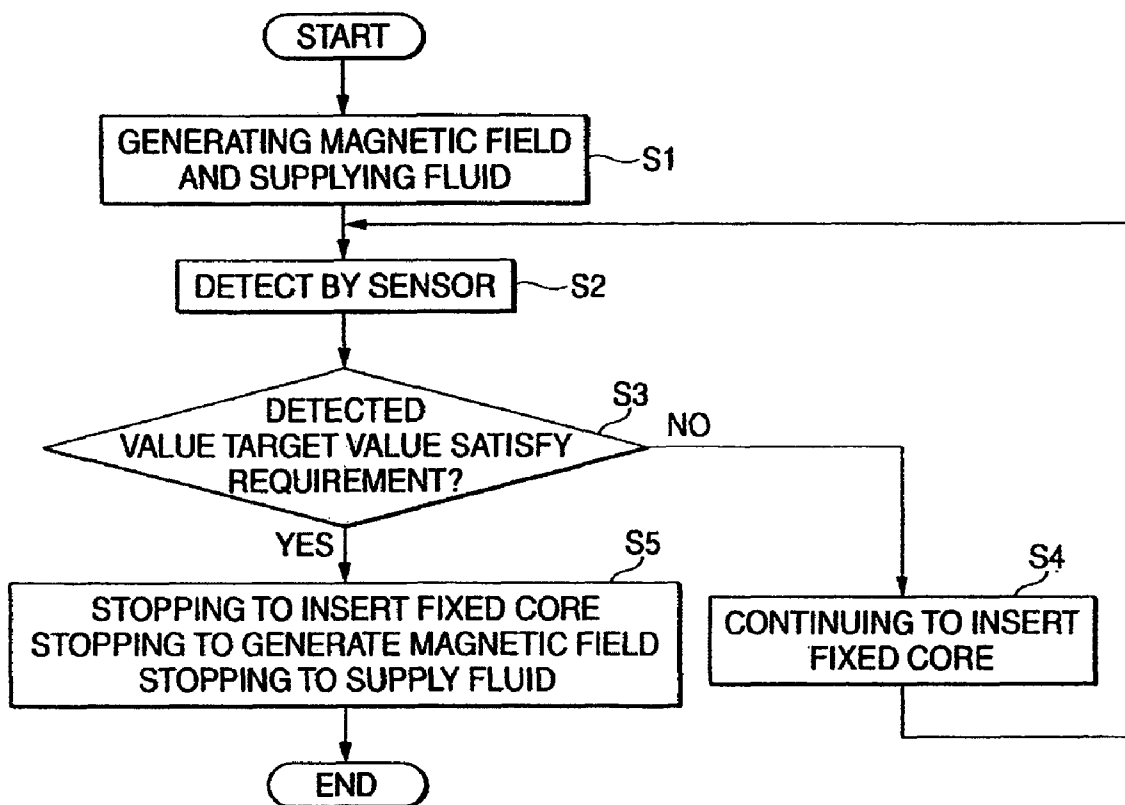 START
GENERATING MAGNETIC FIELD
AND SUPPLYING FLUID
S1
DETECT BY SENSOR
S2
DETECTED
VALUE TARGET VALUE SATISFY
REQUIREMENT?
S3
NO
YES
S5
STOPPING TO INSERT FIXED CORE
STOPPING TO GENERATE MAGNETIC FIELD
STOPPING TO SUPPLY FLUID
S4
CONTINUING TO INSERT
FIXED CORE
END